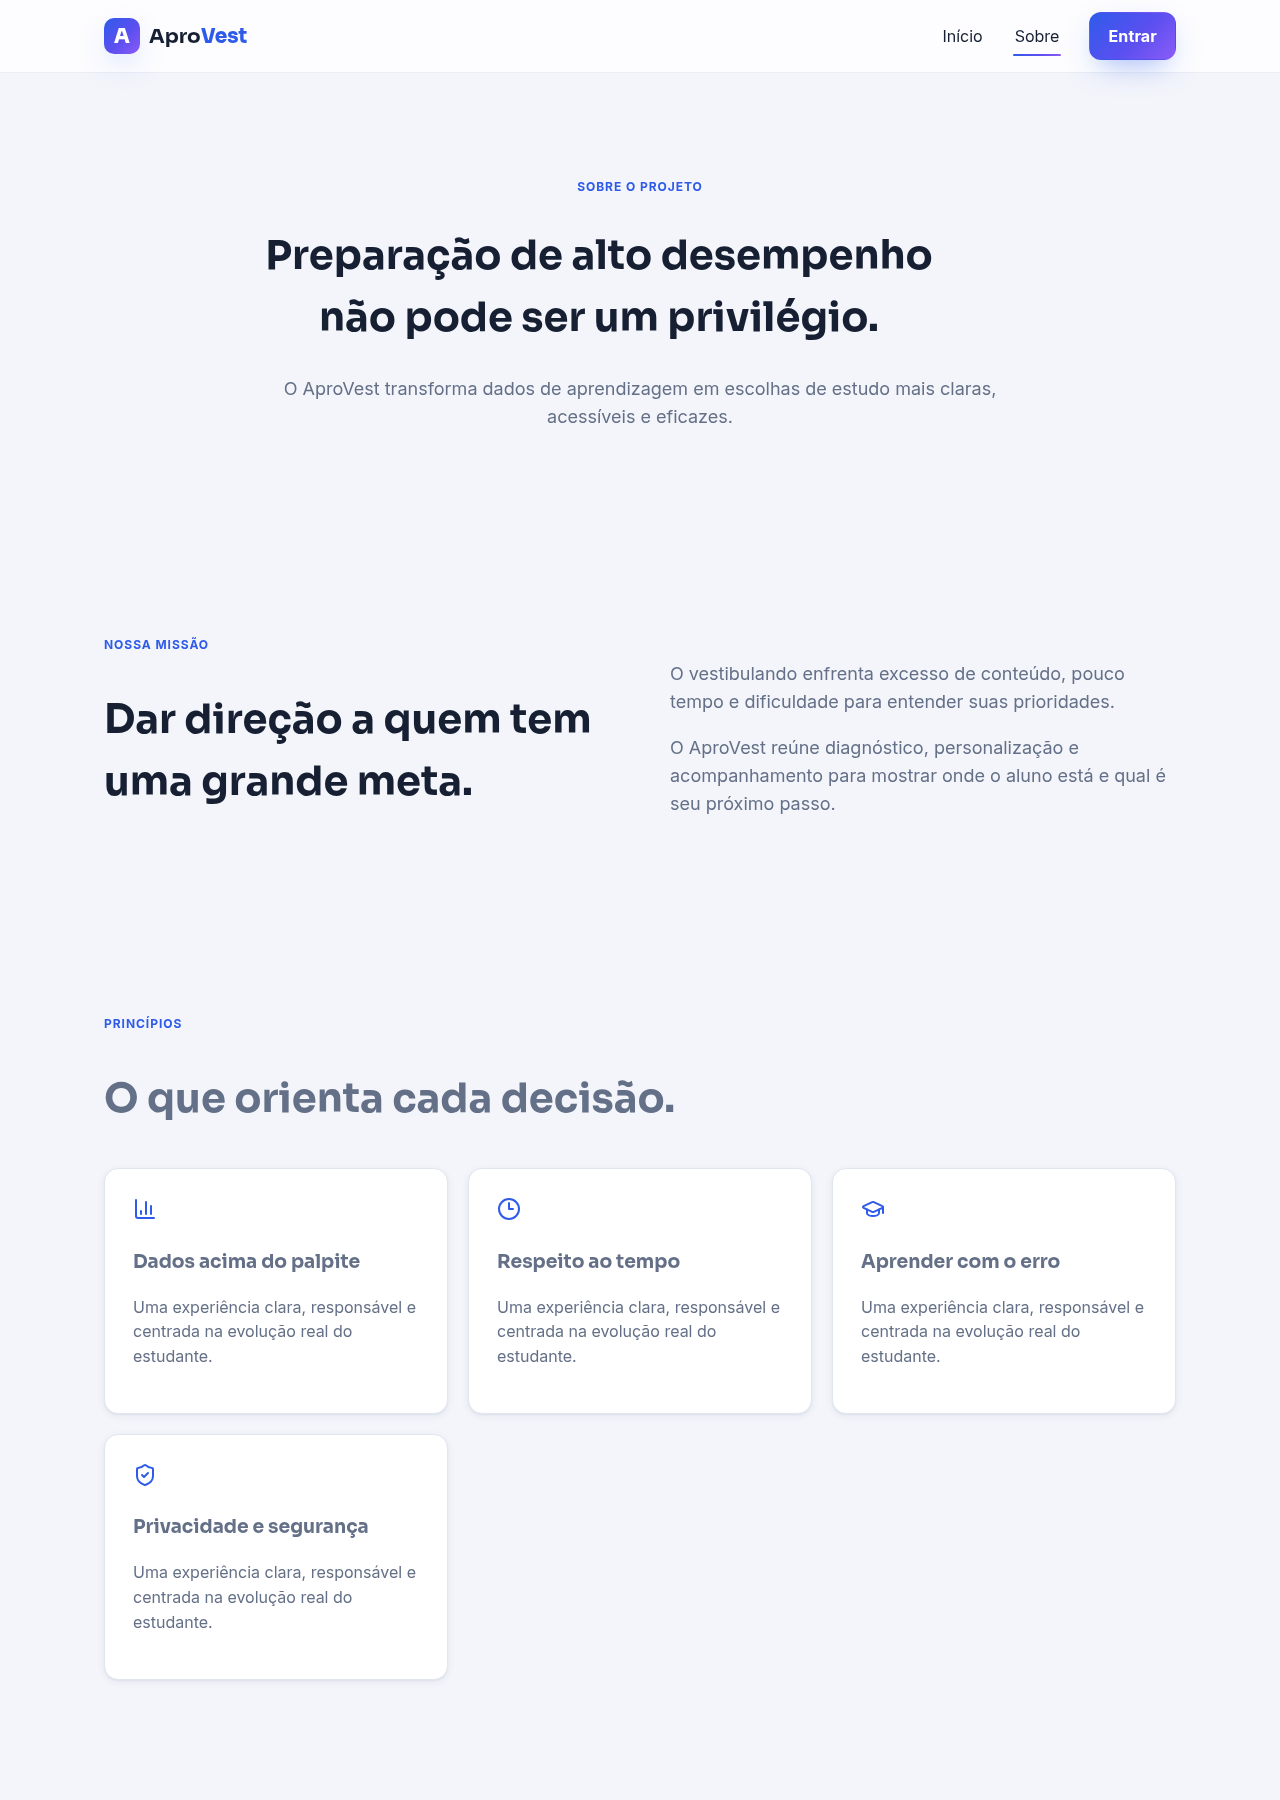 A AproVest
Início Sobre Entrar
SOBRE O PROJETO
Preparação de alto desempenho
não pode ser um privilégio.
O AproVest transforma dados de aprendizagem em escolhas de estudo mais claras,
acessíveis e eficazes.
NOSSA MISSÃO
Dar direção a quem tem
uma grande meta.
O vestibulando enfrenta excesso de conteúdo, pouco
tempo e dificuldade para entender suas prioridades.
O AproVest reúne diagnóstico, personalização e
acompanhamento para mostrar onde o aluno está e qual é
seu próximo passo.
PRINCÍPIOS
O que orienta cada decisão.
Dados acima do palpite
Uma experiência clara, responsável e
centrada na evolução real do
estudante.
Respeito ao tempo
Uma experiência clara, responsável e
centrada na evolução real do
estudante.
Aprender com o erro
Uma experiência clara, responsável e
centrada na evolução real do
estudante.
Privacidade e segurança
Uma experiência clara, responsável e
centrada na evolução real do
estudante.